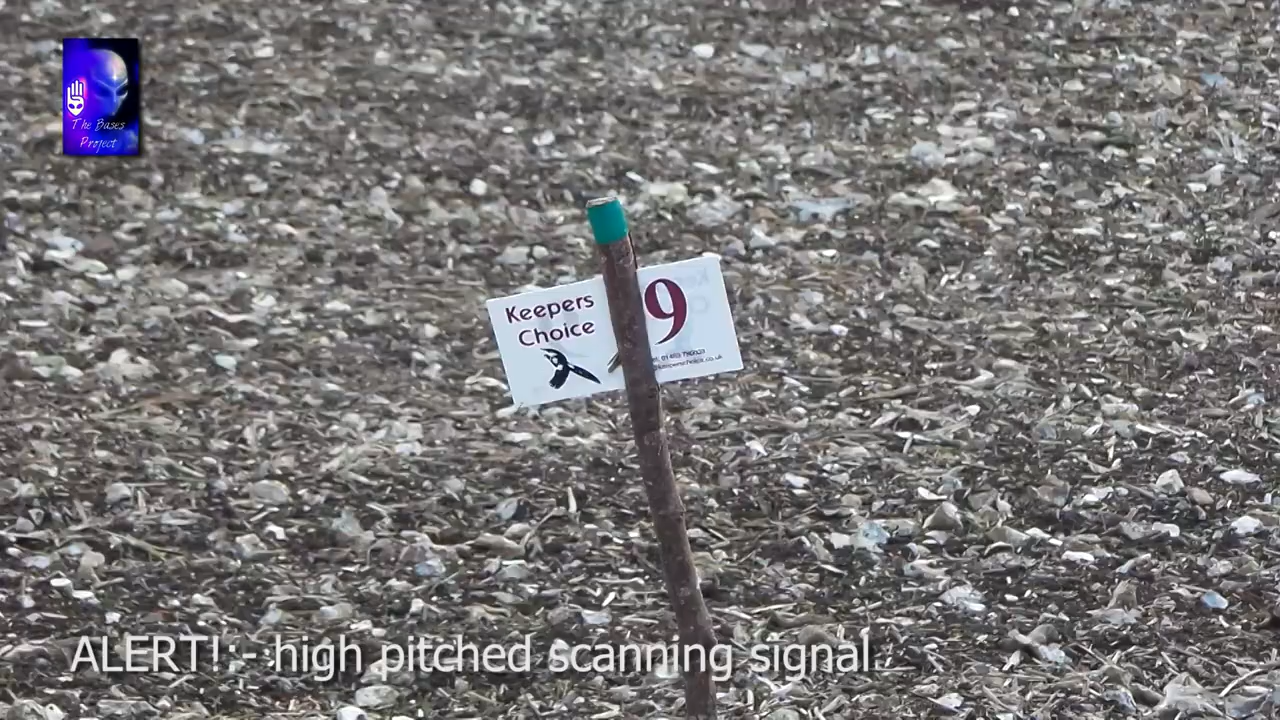 The Bases
Project
Keepers
Choice
9
ALERT!:- high pitched scanning signal